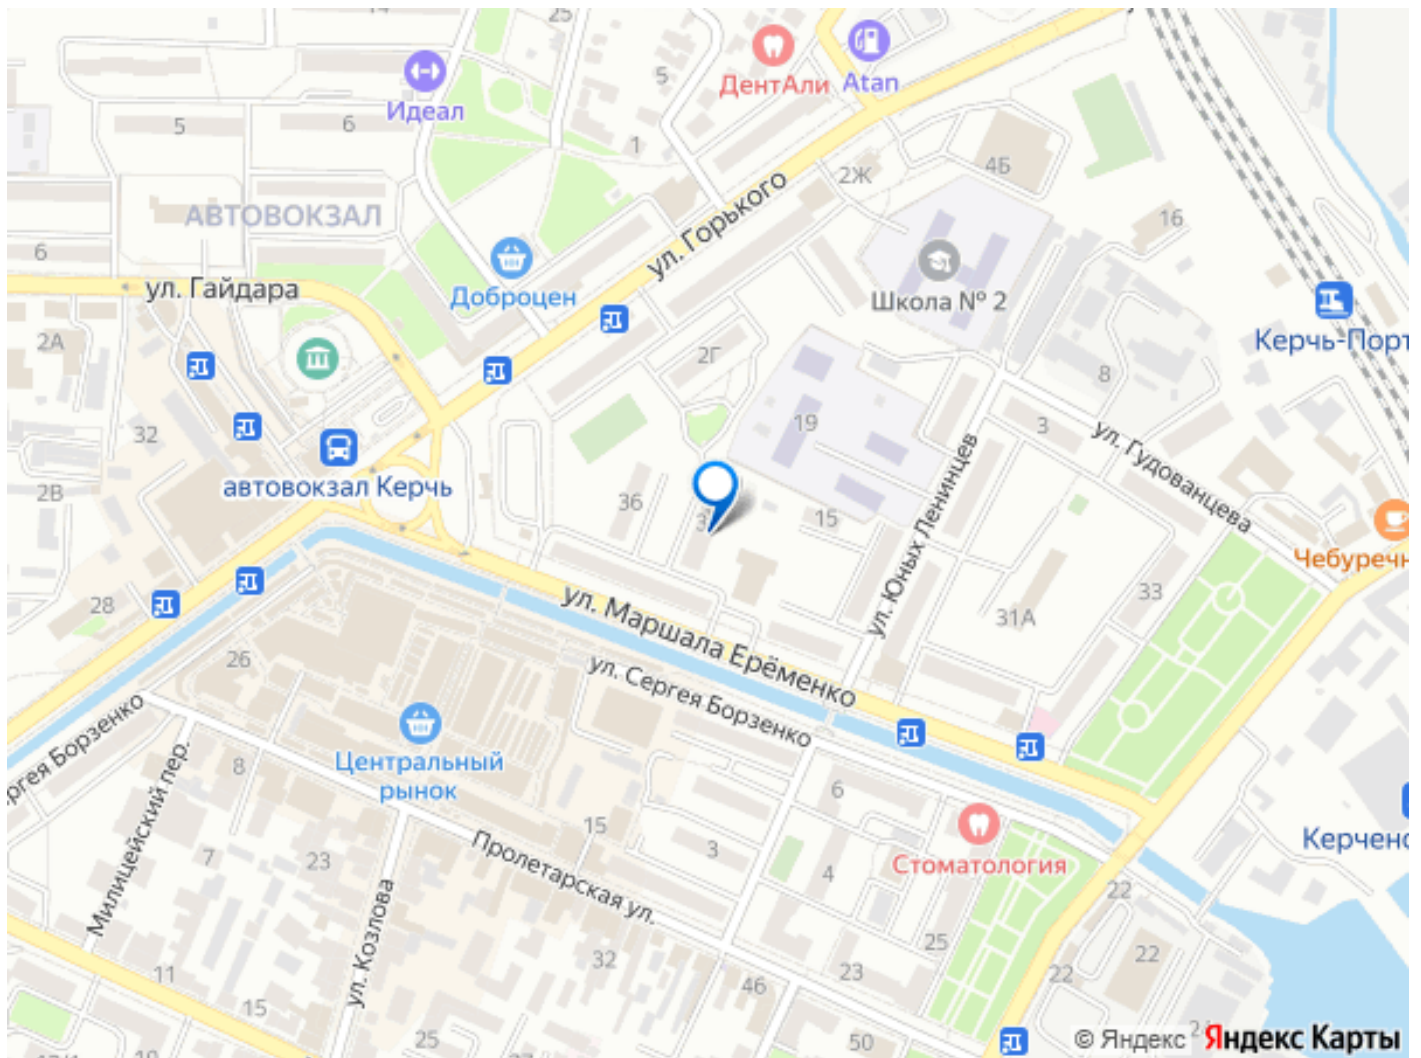 14
25
ДентАли
Atan
Идеал
5
5
6
1
4Б
2Ж
АВТОВОКЗАЛ
ул. Горького
16
6
ул. Гайдара
Доброцен
Школа № 2
2А
2Г
Керчь-Порт
8
32
19
3
ул. Гудованцева
автовокзал Керчь
2В
36
15
ул. Юных Ленинцев
Чебуречн
28
ул. Маршала Ерёменко
33
31А
26
ул. Сергея Борзенко
ргея Борзенко
Центральный
рынок
8
6
Милицейский пер.
15
3
Стоматология
Керченс
7
23
Пролетарская ул.
4
22
ул. Козлова
25
22
11
32
23
22
15
46
25
50
© Яндекс
Яндекс Карты